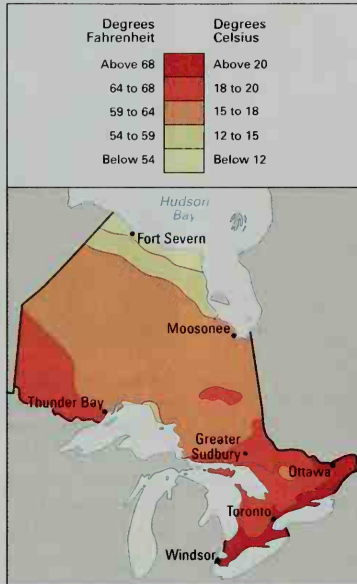 Degrees Fahrenheit
Degrees Celsius
Above 68
Above 20
64 to 68
18 to 20
59 to 64
15 to 18
54 to 59
12 to 15
Below 54
Below 12
Hudson
Bay
Fort Severn
Moosonee
Thunder Bay
Greater
Sudbury
Ottawa
Toronto
Windsor